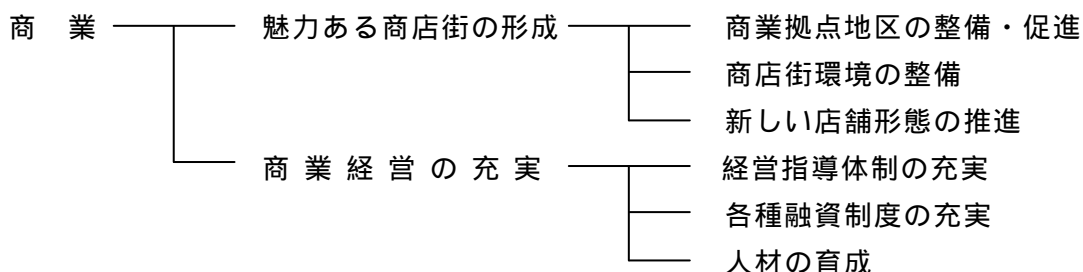 商　業　魅力ある商店街の形成　商業拠点地区の整備・促進
商店街環境の整備
新しい店舗形態の推進
商業経営の充実　経営指導体制の充実
各種融資制度の充実
人材の育成